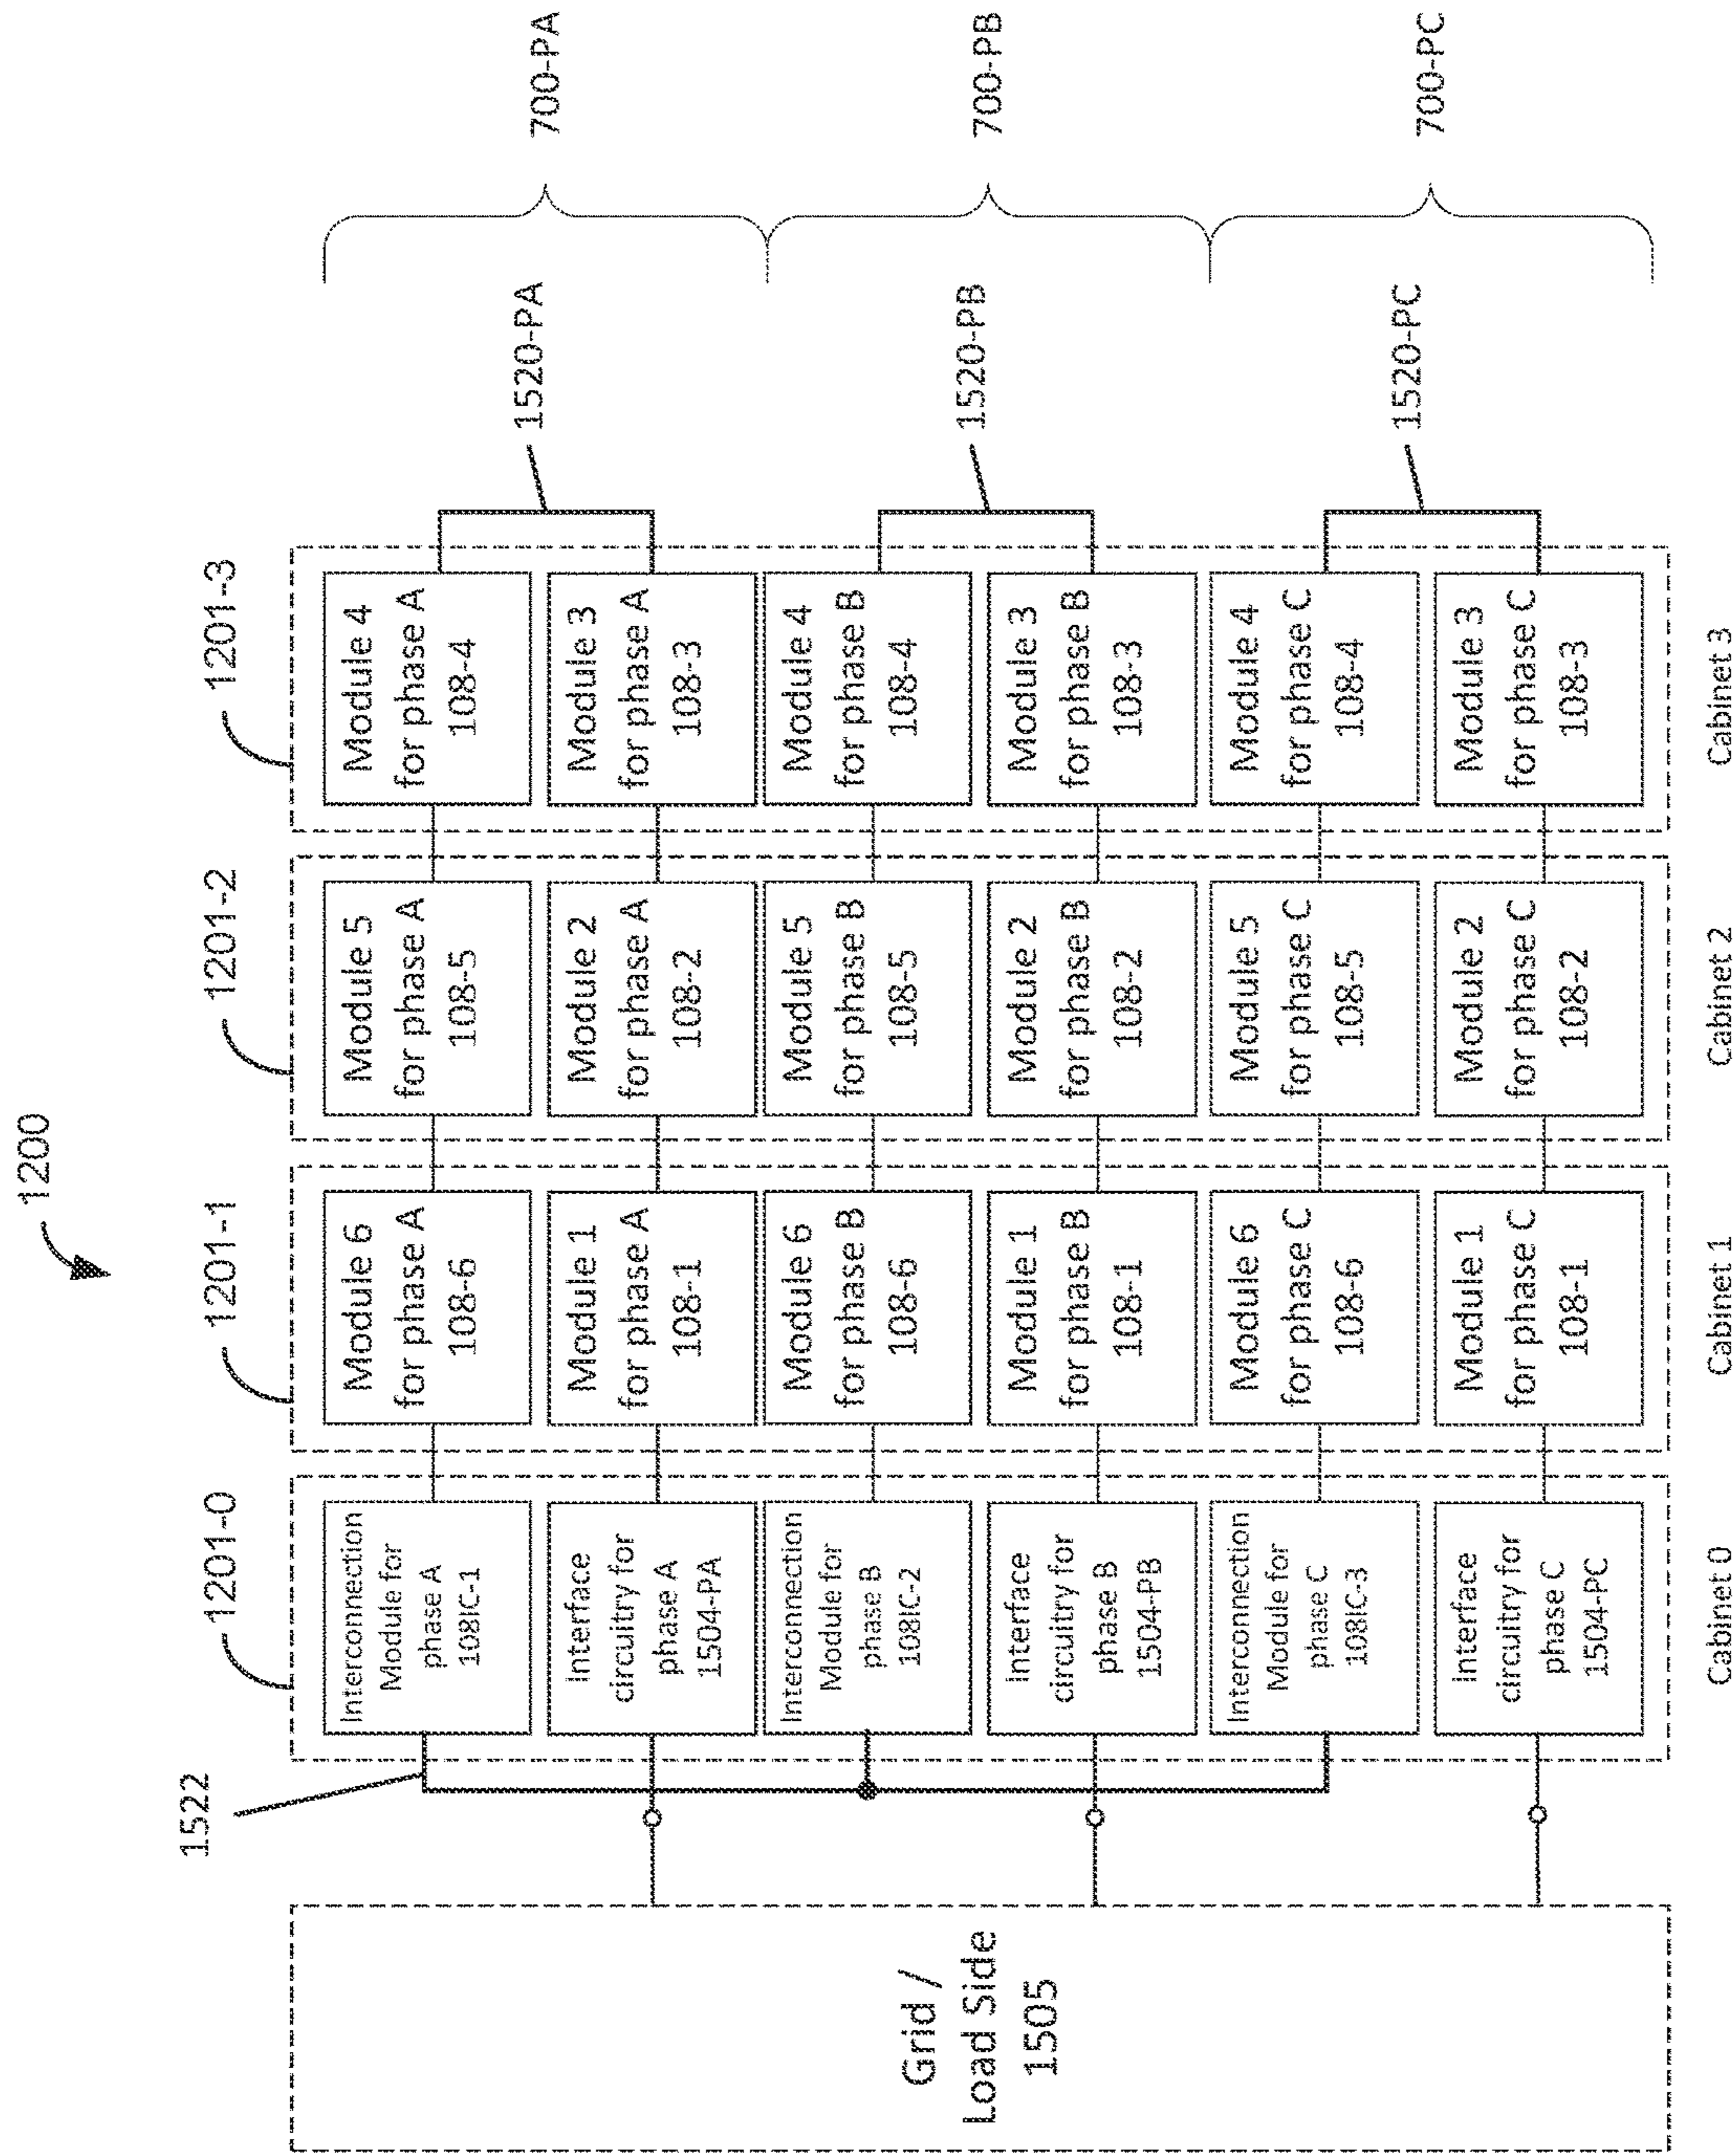 1200
1201-0
1201-1
1201-2
1201-3
1522
Grid /
Load Side
1505
Interconnection
Module for
phase A
108IC-1
Module 6
for phase A
108-6
Module 5
for phase A
108-5
Module 4
for phase A
108-4
1520-PA
700-PA
Interface
circuitry for
phase A
1504-PA
Module 1
for phase A
108-1
Module 2
for phase A
108-2
Module 3
for phase A
108-3
Interconnection
Module for
phase B
108IC-2
Module 6
for phase B
108-6
Module 5
for phase B
108-5
Module 4
for phase B
108-4
1520-PB
700-PB
Interface
circuitry for
phase B
1504-PB
Module 1
for phase B
108-1
Module 2
for phase B
108-2
Module 3
for phase B
108-3
Interconnection
Module for
phase C
108IC-3
Module 6
for phase C
108-6
Module 5
for phase C
108-5
Module 4
for phase C
108-4
1520-PC
700-PC
Interface
circuitry for
phase C
1504-PC
Module 1
for phase C
108-1
Module 2
for phase C
108-2
Module 3
for phase C
108-3
Cabinet 0
Cabinet 1
Cabinet 2
Cabinet 3